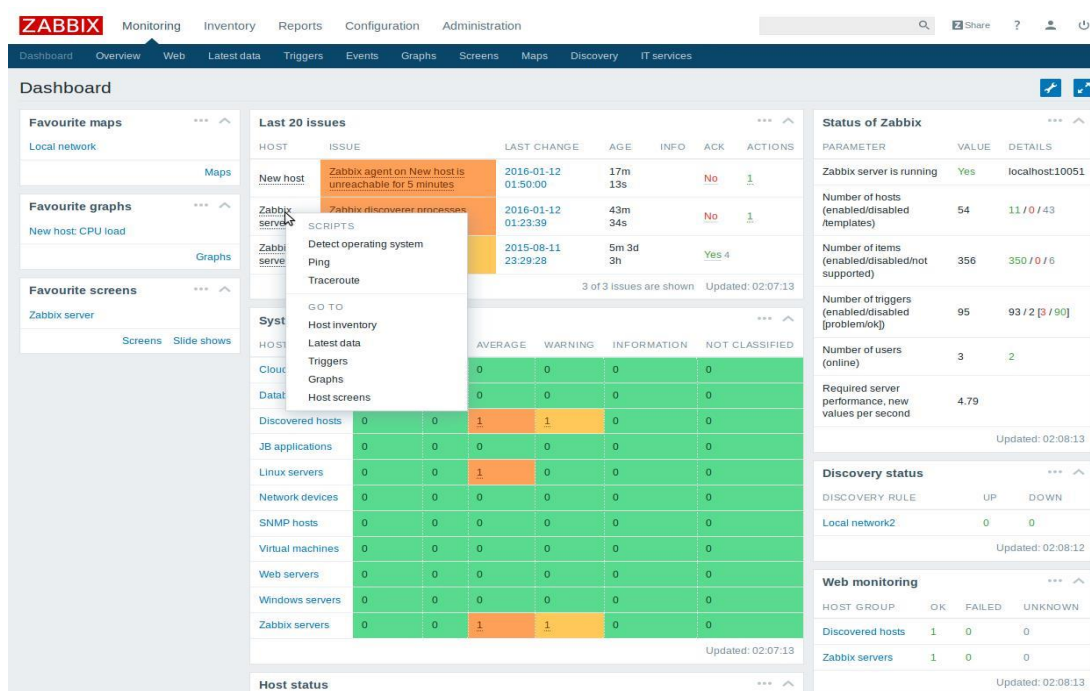 ZABBIX Monitoring Inventory Reports Configuration Administration Z Share ?
Dashboard Overview Web Latest data Triggers Events Graphs Screens Maps Discovery IT services
Dashboard
Favourite maps
Local network
Maps
Favourite graphs
New host: CPU load
Graphs
Favourite screens
Zabbix server
Screens Slide shows
Last 20 issues
HOST ISSUE LAST CHANGE AGE INFO ACK ACTIONS
New host Zabbix agent on New host is unreachable for 5 minutes 2016-01-12 01:50:00 17m 13s No 1
Zabbix Zabbix discoverer processes 2016-01-12 01:23:39 43m 34s No 1
2015-08-11 23:29:28 5m 3d 3h Yes 4
3 of 3 issues are shown Updated: 02:07:13
SCRIPTS
Detect operating system
Ping
Traceroute
GO TO
Host inventory
Latest data
Triggers
Graphs
Host screens
AVERAGE WARNING INFORMATION NOT CLASSIFIED
0 0 0 0
0 0 0 0
Discovered hosts 0 0 1 1 0 0
JB applications 0 0 0 0 0 0
Linux servers 0 0 1 0 0 0
Network devices 0 0 0 0 0 0
SNMP hosts 0 0 0 0 0 0
Virtual machines 0 0 0 0 0 0
Web servers 0 0 0 0 0 0
Windows servers 0 0 0 0 0 0
Zabbix servers 0 0 1 1 0 0
Updated: 02:07:13
Host status
Status of Zabbix
PARAMETER VALUE DETAILS
Zabbix server is running Yes localhost:10051
Number of hosts (enabled/disabled/templates) 54 11 / 0 / 43
Number of items (enabled/disabled/not supported) 356 350 / 0 / 6
Number of triggers (enabled/disabled [problem/ok]) 95 93 / 2 [3 / 90]
Number of users (online) 3 2
Required server performance, new values per second 4.79
Updated: 02:08:13
Discovery status
DISCOVERY RULE UP DOWN
Local network2 0 0
Updated: 02:08:12
Web monitoring
HOST GROUP OK FAILED UNKNOWN
Discovered hosts 1 0 0
Zabbix servers 1 0 0
Updated: 02:08:13